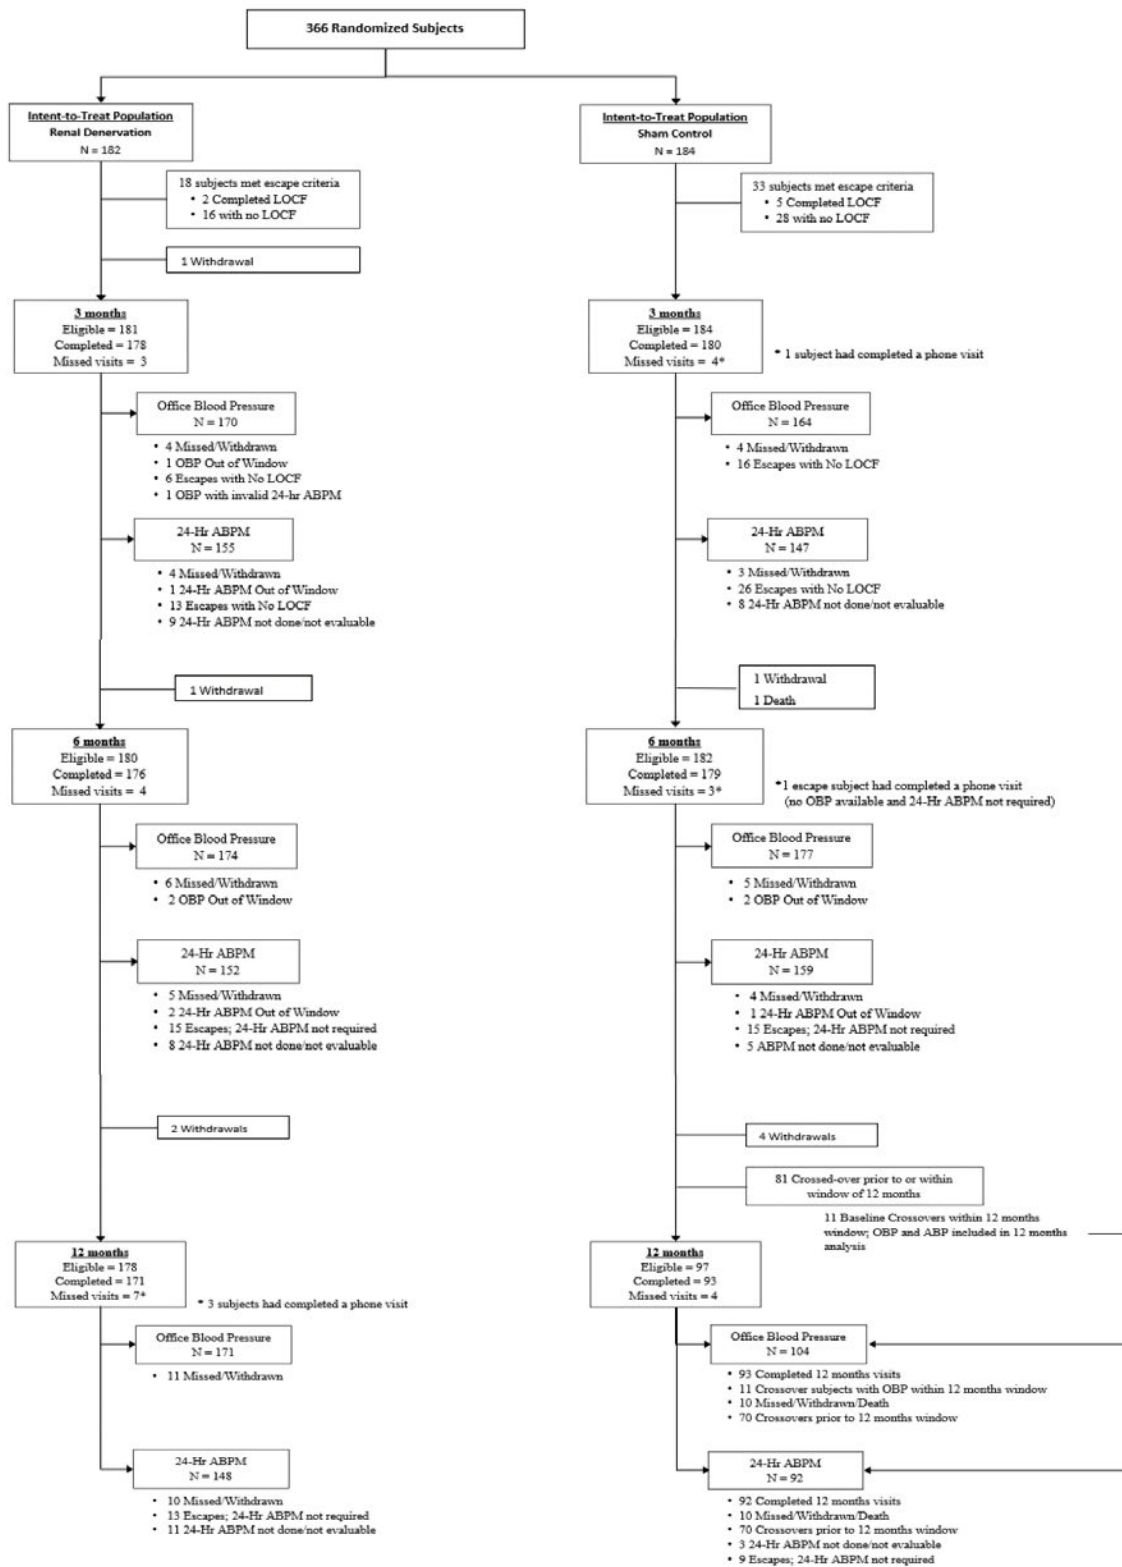 366 Randomized Subjects
Intent-to-Treat Population
Renal Denervation
N = 182
Intent-to-Treat Population
Sham Control
N = 184
18 subjects met escape criteria
• 2 Completed LOCF
• 16 with no LOCF
33 subjects met escape criteria
• 5 Completed LOCF
• 28 with no LOCF
1 Withdrawal
3 months
Eligible = 181
Completed = 178
Missed visits = 3
3 months
Eligible = 184
Completed = 180
Missed visits = 4*
* 1 subject had completed a phone visit
Office Blood Pressure
N = 170
• 4 Missed/Withdrawn
• 1 OBP Out of Window
• 6 Escapes with No LOCF
• 1 OBP with invalid 24-hr ABPM
Office Blood Pressure
N = 164
• 4 Missed/Withdrawn
• 16 Escapes with No LOCF
24-Hr ABPM
N = 155
• 4 Missed/Withdrawn
• 1 24-Hr ABPM Out of Window
• 13 Escapes with No LOCF
• 9 24-Hr ABPM not done/not evaluable
24-Hr ABPM
N = 147
• 3 Missed/Withdrawn
• 26 Escapes with No LOCF
• 8 24-Hr ABPM not done/not evaluable
1 Withdrawal
1 Withdrawal
1 Death
6 months
Eligible = 180
Completed = 176
Missed visits = 4
6 months
Eligible = 182
Completed = 179
Missed visits = 3*
*1 escape subject had completed a phone visit
(no OBP available and 24-Hr ABPM not required)
Office Blood Pressure
N = 174
• 6 Missed/Withdrawn
• 2 OBP Out of Window
Office Blood Pressure
N = 177
• 5 Missed/Withdrawn
• 2 OBP Out of Window
24-Hr ABPM
N = 152
• 5 Missed/Withdrawn
• 2 24-Hr ABPM Out of Window
• 15 Escapes; 24-Hr ABPM not required
• 8 24-Hr ABPM not done/not evaluable
24-Hr ABPM
N = 159
• 4 Missed/Withdrawn
• 1 24-Hr ABPM Out of Window
• 15 Escapes; 24-Hr ABPM not required
• 5 ABPM not done/not evaluable
2 Withdrawals
4 Withdrawals
81 Crossed-over prior to or within
window of 12 months
11 Baseline Crossovers within 12 months
window; OBP and ABP included in 12 months
analysis
12 months
Eligible = 178
Completed = 171
Missed visits = 7*
* 3 subjects had completed a phone visit
12 months
Eligible = 97
Completed = 93
Missed visits = 4
Office Blood Pressure
N = 171
• 11 Missed/Withdrawn
Office Blood Pressure
N = 104
• 93 Completed 12 months visits
• 11 Crossover subjects with OBP within 12 months window
• 10 Missed/Withdrawn/Death
• 70 Crossovers prior to 12 months window
24-Hr ABPM
N = 148
• 10 Missed/Withdrawn
• 13 Escapes; 24-Hr ABPM not required
• 11 24-Hr ABPM not done/not evaluable
24-Hr ABPM
N = 92
• 92 Completed 12 months visits
• 10 Missed/Withdrawn/Death
• 70 Crossovers prior to 12 months window
• 3 24-Hr ABPM not done/not evaluable
• 9 Escapes; 24-Hr ABPM not required